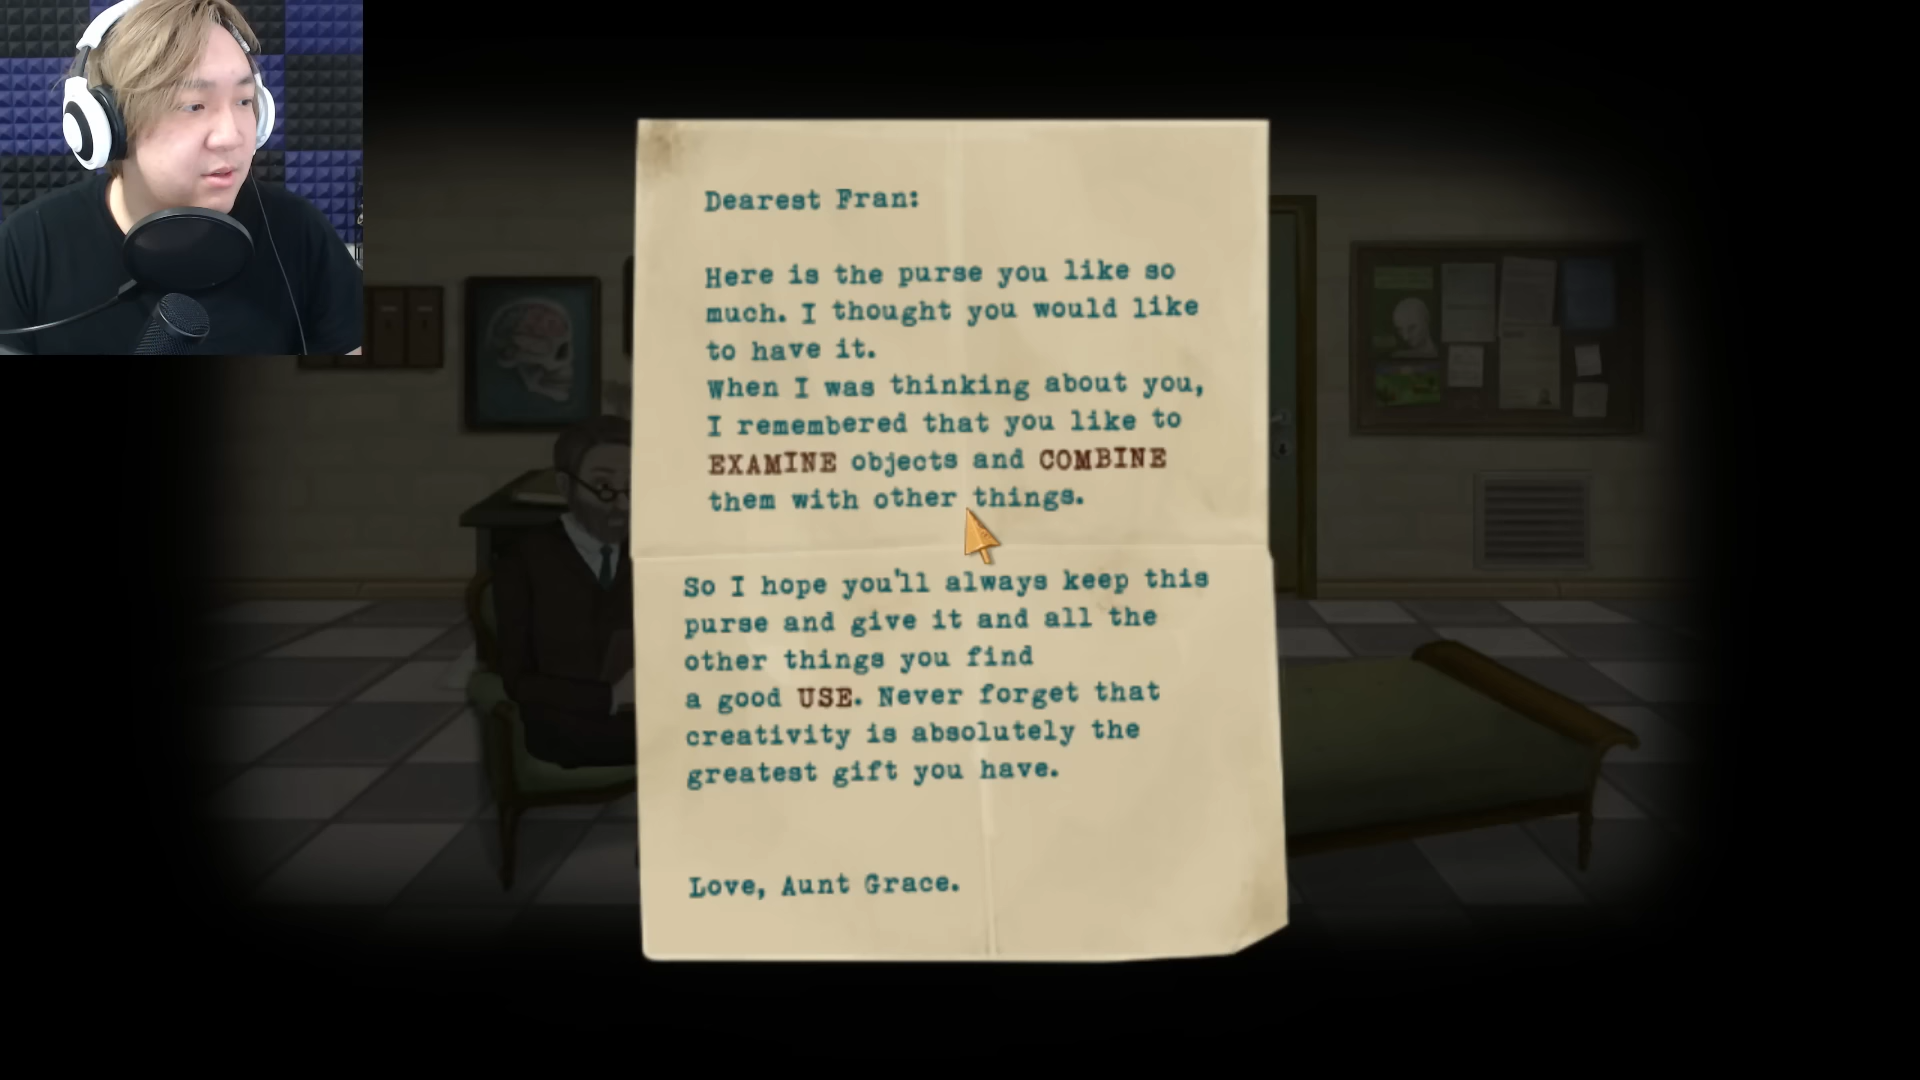 Dearest Fran:
Here is the purse you like so
much. I thought you would like
to have it.
When I was thinking about you,
I remembered that you like to
EXAMINE objects and COMBINE
them with other things.
So I hope you'll always keep this
purse and give it and all the
other things you find
a good USE. Never forget that
creativity is absolutely the
greatest gift you have.
Love, Aunt Grace.